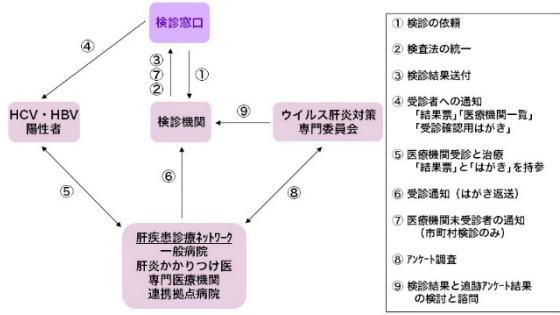 検診窓口
④
③
⑦
②
①
HCV・HBV
陽性者
検診機関
⑨
ウイルス肝炎対策
専門委員会
⑤
⑥
⑧
肝疾患診療ネットワーク
一般病院
肝炎かかりつけ医
専門医療機関
連携拠点病院
① 検診の依頼
② 検査法の統一
③ 検診結果送付
④ 受診者への通知
「結果票」「医療機関一覧」
「受診確認用はがき」
⑤ 医療機関受診と治療
「結果票」と「はがき」を持参
⑥ 受診通知（はがき返送）
⑦ 医療機関未受診者の通知
（市町村検診のみ）
⑧ アンケート調査
⑨ 検診結果と追跡アンケート結果
の検討と諮問